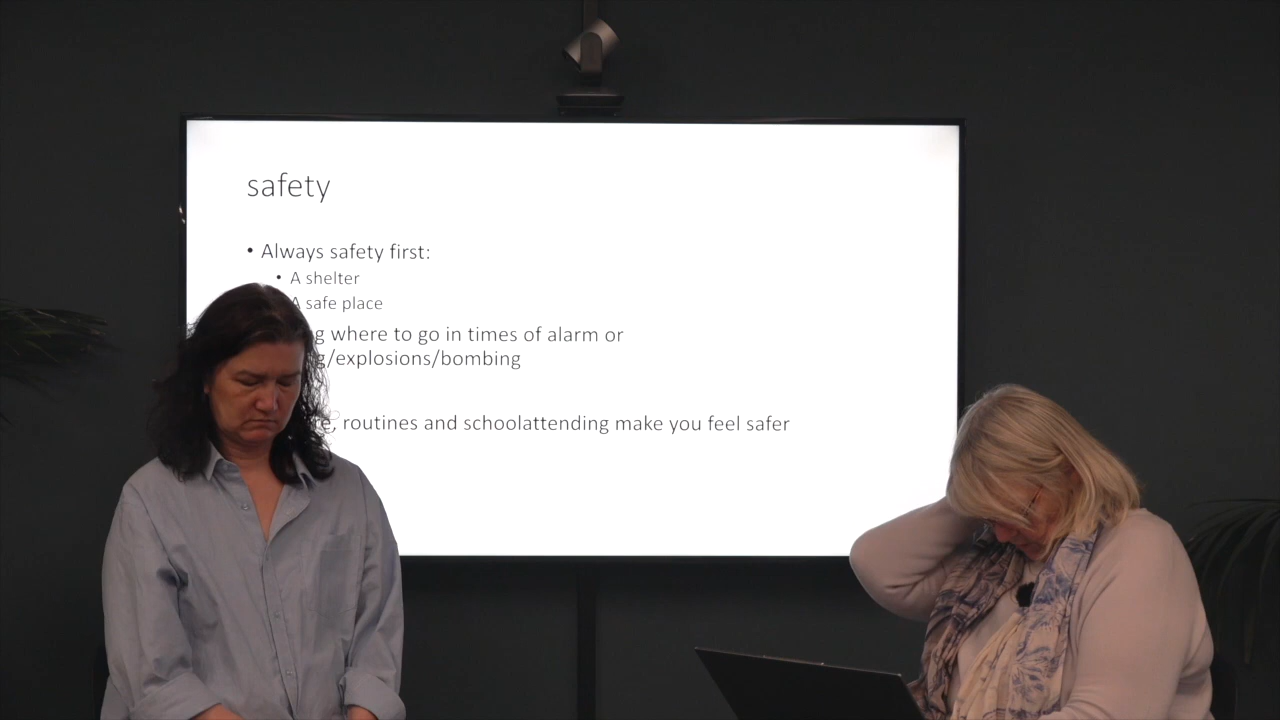 safety
• Always safety first:
• A shelter
A safe place
where to go in times of alarm or
/explosions/bombing
routines and schoolattending make you feel safer